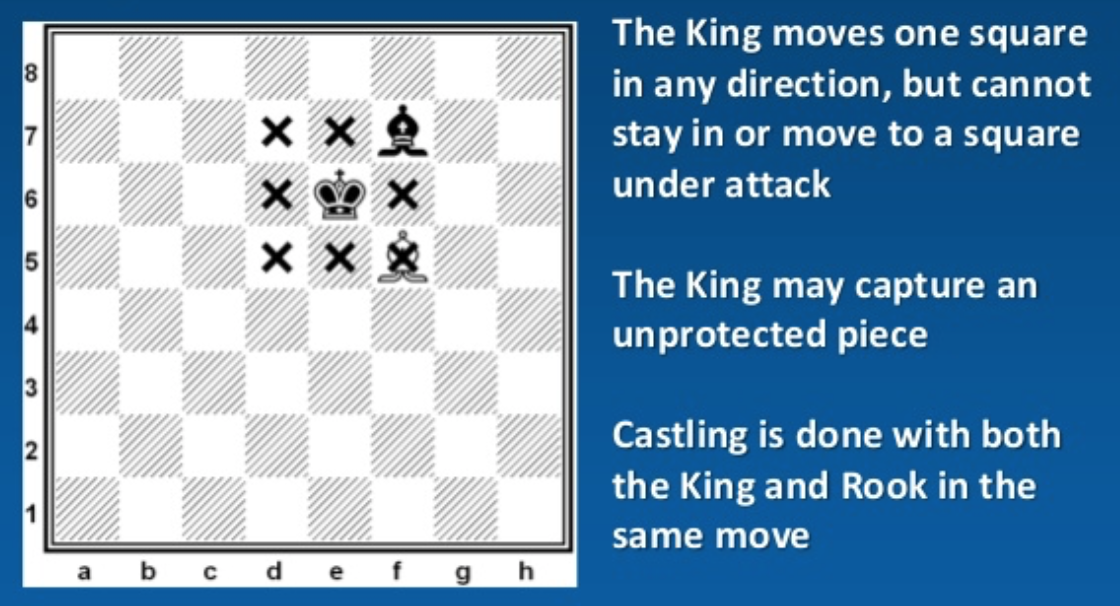 The King moves one square
in any direction, but cannot
stay in or move to a square
under attack
The King may capture an
unprotected piece
Castling is done with both
the King and Rook in the
same move
8
7
6
5
4
3
2
1
a b c d e f g h